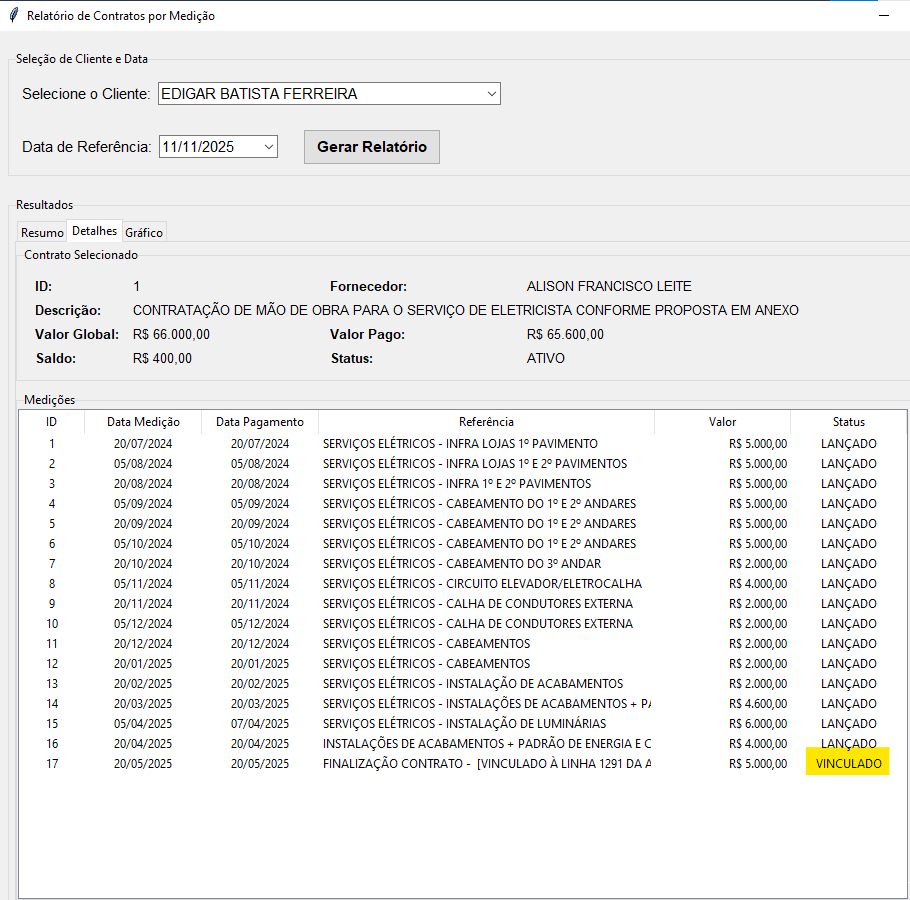 Relatório de Contratos por Medição
Seleção de Cliente e Data
Selecione o Cliente: EDIGAR BATISTA FERREIRA
Data de Referência: 11/11/2025 Gerar Relatório
Resultados
Resumo Detalhes Gráfico
Contrato Selecionado
ID: 1 Fornecedor: ALISON FRANCISCO LEITE
Descrição: CONTRATAÇÃO DE MÃO DE OBRA PARA O SERVIÇO DE ELETRICISTA CONFORME PROPOSTA EM ANEXO
Valor Global: R$ 66.000,00 Valor Pago: R$ 65.600,00
Saldo: R$ 400,00 Status: ATIVO
Medições
ID Data Medição Data Pagamento Referência Valor Status
1 20/07/2024 20/07/2024 SERVIÇOS ELÉTRICOS - INFRA LOJAS 1º PAVIMENTO R$ 5.000,00 LANÇADO
2 05/08/2024 05/08/2024 SERVIÇOS ELÉTRICOS - INFRA LOJAS 1º E 2º PAVIMENTOS R$ 5.000,00 LANÇADO
3 20/08/2024 20/08/2024 SERVIÇOS ELÉTRICOS - INFRA 1º E 2º PAVIMENTOS R$ 5.000,00 LANÇADO
4 05/09/2024 05/09/2024 SERVIÇOS ELÉTRICOS - CABEAMENTO DO 1º E 2º ANDARES R$ 5.000,00 LANÇADO
5 20/09/2024 20/09/2024 SERVIÇOS ELÉTRICOS - CABEAMENTO DO 1º E 2º ANDARES R$ 5.000,00 LANÇADO
6 05/10/2024 05/10/2024 SERVIÇOS ELÉTRICOS - CABEAMENTO DO 1º E 2º ANDARES R$ 5.000,00 LANÇADO
7 20/10/2024 20/10/2024 SERVIÇOS ELÉTRICOS - CABEAMENTO DO 3º ANDAR R$ 2.000,00 LANÇADO
8 05/11/2024 05/11/2024 SERVIÇOS ELÉTRICOS - CIRCUITO ELEVADOR/ELETROCALHA R$ 4.000,00 LANÇADO
9 20/11/2024 20/11/2024 SERVIÇOS ELÉTRICOS - CALHA DE CONDUTORES EXTERNA R$ 2.000,00 LANÇADO
10 05/12/2024 05/12/2024 SERVIÇOS ELÉTRICOS - CALHA DE CONDUTORES EXTERNA R$ 2.000,00 LANÇADO
11 20/12/2024 20/12/2024 SERVIÇOS ELÉTRICOS - CABEAMENTOS R$ 2.000,00 LANÇADO
12 20/01/2025 20/01/2025 SERVIÇOS ELÉTRICOS - CABEAMENTOS R$ 2.000,00 LANÇADO
13 20/02/2025 20/02/2025 SERVIÇOS ELÉTRICOS - INSTALAÇÃO DE ACABAMENTOS R$ 2.000,00 LANÇADO
14 20/03/2025 20/03/2025 SERVIÇOS ELÉTRICOS - INSTALAÇÕES DE ACABAMENTOS + PA R$ 4.600,00 LANÇADO
15 05/04/2025 07/04/2025 SERVIÇOS ELÉTRICOS - INSTALAÇÃO DE LUMINÁRIAS R$ 6.000,00 LANÇADO
16 20/04/2025 20/04/2025 INSTALAÇÕES DE ACABAMENTOS + PADRÃO DE ENERGIA E C R$ 4.000,00 LANÇADO
17 20/05/2025 20/05/2025 FINALIZAÇÃO CONTRATO - [VINCULADO À LINHA 1291 DA A R$ 5.000,00 VINCULADO